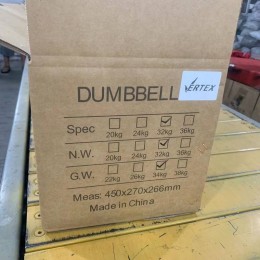 DUMBBELL
VERTEX
Spec
20kg 24kg 32kg 36kg
N.W.
20kg 24kg 32kg 36kg
G.W.
22kg 26kg 34kg 38kg
Meas: 450x270x266mm
Made in China